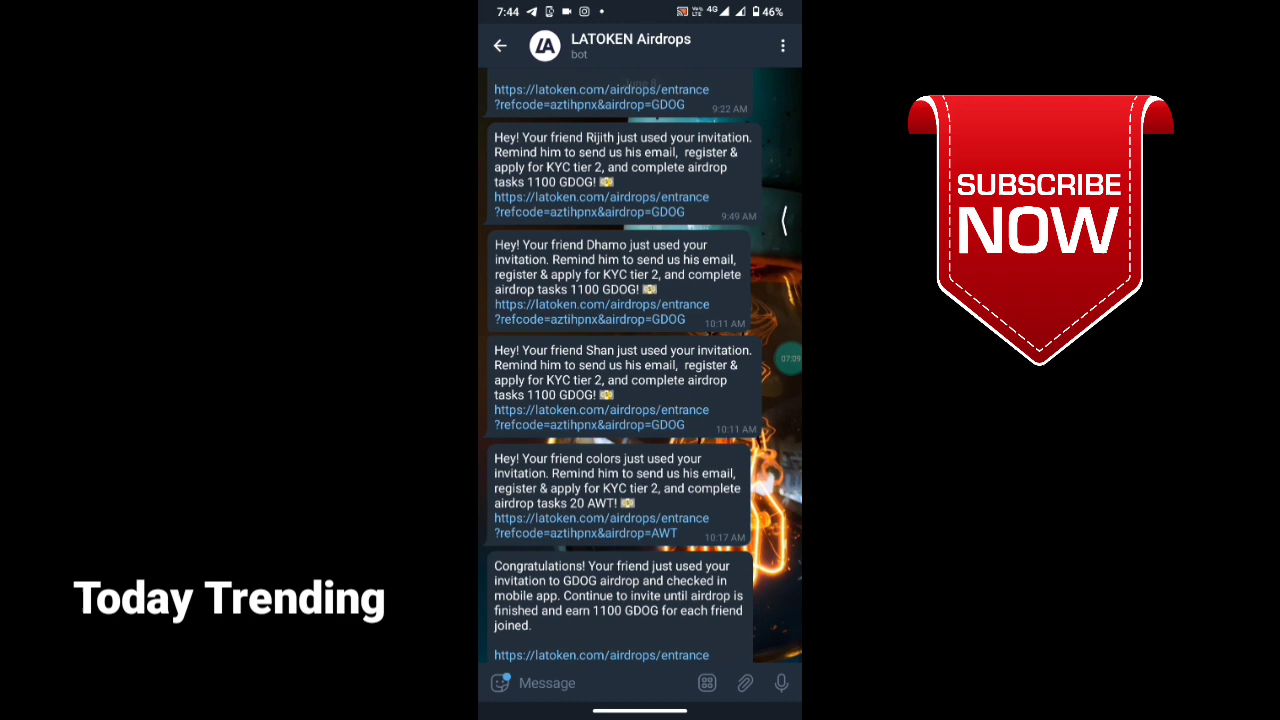 7:44
Vo)) LTE
4G
46%
LA
LATOKEN Airdrops
bot
June 8
https://latoken.com/airdrops/entrance
?refcode=aztihpnx&airdrop=GDOG
9:22 AM
Hey! Your friend Rijith just used your invitation.
Remind him to send us his email,  register &
apply for KYC tier 2, and complete airdrop
tasks 1100 GDOG! 💴
https://latoken.com/airdrops/entrance
?refcode=aztihpnx&airdrop=GDOG
9:49 AM
Hey! Your friend Dhamo just used your
invitation. Remind him to send us his email,
register & apply for KYC tier 2, and complete
airdrop tasks 1100 GDOG! 💴
https://latoken.com/airdrops/entrance
?refcode=aztihpnx&airdrop=GDOG
10:11 AM
Hey! Your friend Shan just used your invitation.
Remind him to send us his email,  register &
apply for KYC tier 2, and complete airdrop
tasks 1100 GDOG! 💴
https://latoken.com/airdrops/entrance
?refcode=aztihpnx&airdrop=GDOG
10:11 AM
Hey! Your friend colors just used your
invitation. Remind him to send us his email,
register & apply for KYC tier 2, and complete
airdrop tasks 20 AWT! 💴
https://latoken.com/airdrops/entrance
?refcode=aztihpnx&airdrop=AWT
10:17 AM
Congratulations! Your friend just used your
invitation to GDOG airdrop and checked in
mobile app. Continue to invite until airdrop is
finished and earn 1100 GDOG for each friend
joined.
https://latoken.com/airdrops/entrance
Message
07:09
SUBSCRIBE
NOW
Today Trending